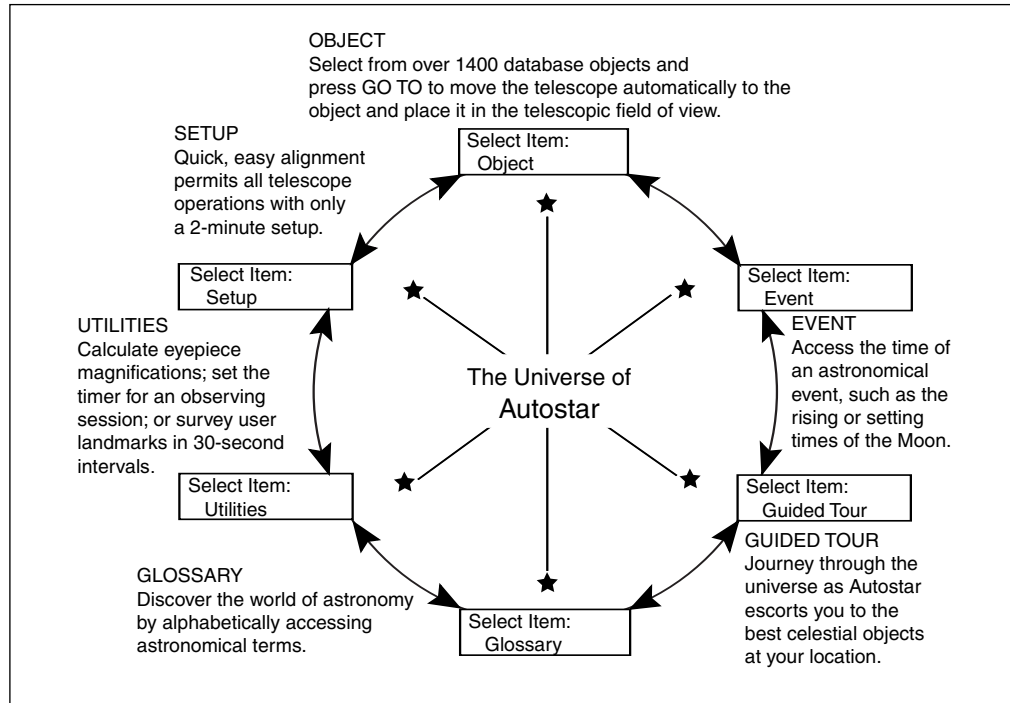 OBJECT
Select from over 1400 database objects and
press GO TO to move the telescope automatically to the
object and place it in the telescopic field of view.
Select Item:
Object
SETUP
Quick, easy alignment
permits all telescope
operations with only
a 2-minute setup.
Select Item:
Setup
Select Item:
Event
UTILITIES
Calculate eyepiece
magnifications; set the
timer for an observing
session; or survey user
landmarks in 30-second
intervals.
The Universe of
Autostar
EVENT
Access the time of
an astronomical
event, such as the
rising or setting
times of the Moon.
Select Item:
Utilities
Select Item:
Guided Tour
GLOSSARY
Discover the world of astronomy
by alphabetically accessing
astronomical terms.
Select Item:
Glossary
GUIDED TOUR
Journey through the
universe as Autostar
escorts you to the
best celestial objects
at your location.